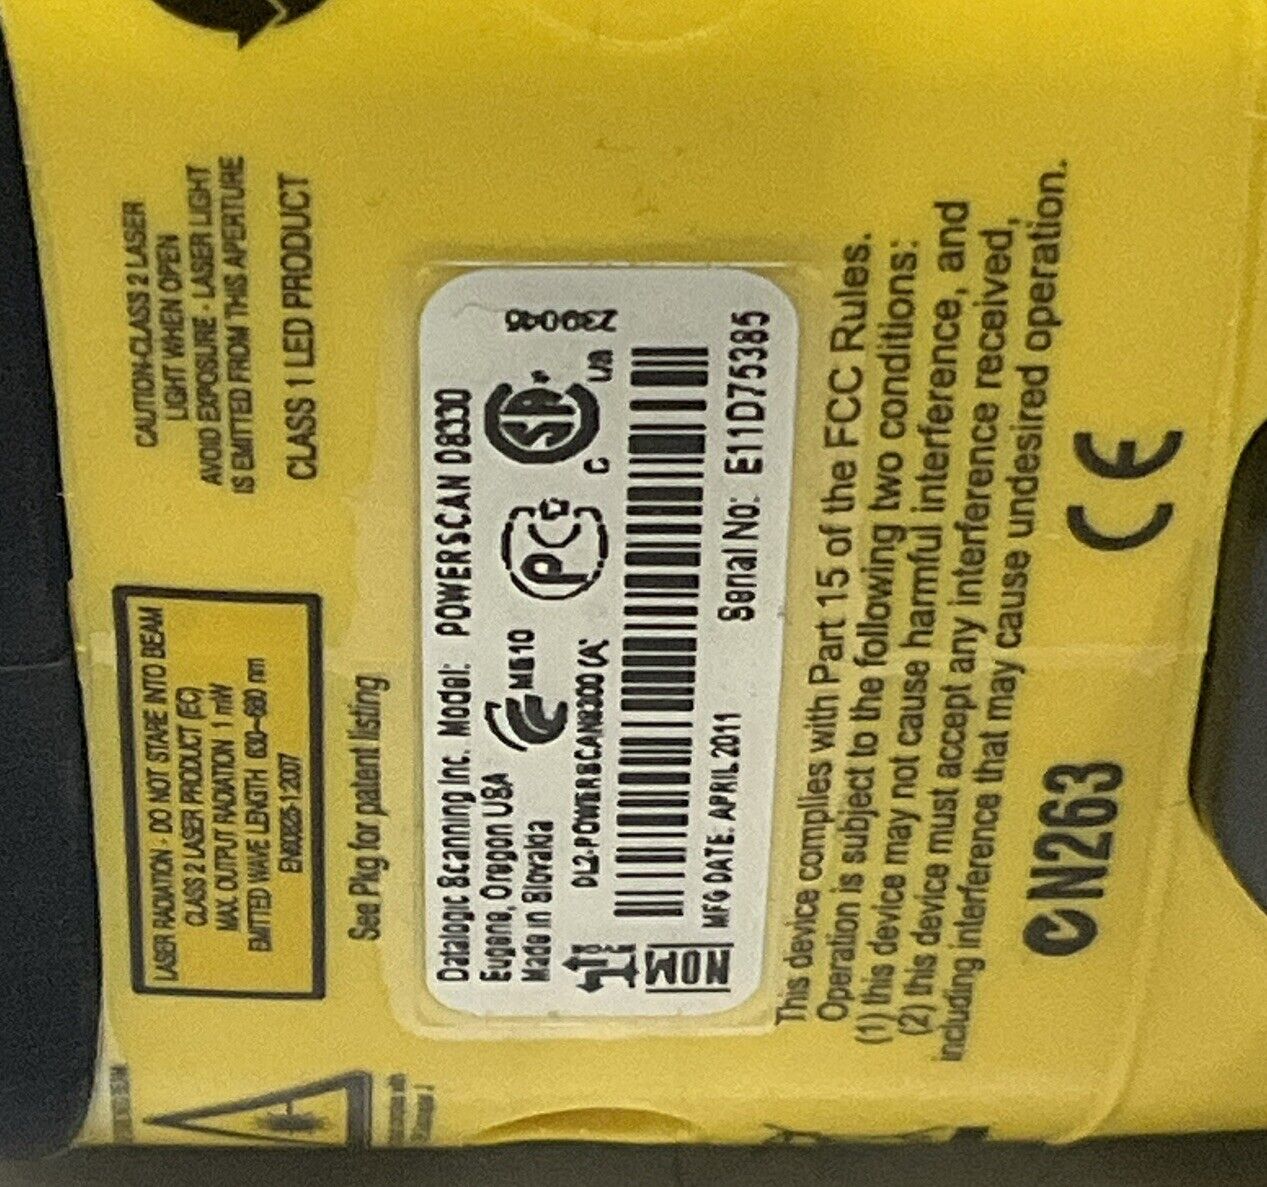 CAUTION-CLASS 2 LASER
LIGHT WHEN OPEN
AVOID EXPOSURE - LASER LIGHT
IS EMITTED FROM THIS APERTURE
CLASS 1 LED PRODUCT
LASER RADIATION - DO NOT STARE INTO BEAM
CLASS 2 LASER PRODUCT (EC)
MAX. OUTPUT RADIATION 1 mW
EMITTED WAVE LENGTH 630~680 nm
EN60825-1:2007
See Pkg for patent listing
Datalogic Scanning Inc. Model: POWERSCAN D8330
Eugene, Oregon USA
Made in Slovakia
ME10
239046
C
US
DL2-POWERSCAN8000(A)
MFG DATE: APRIL 2011
Serial No: E11D75385
This device complies with Part 15 of the FCC Rules.
Operation is subject to the following two conditions:
(1) this device may not cause harmful interference, and
(2) this device must accept any interference received,
including interference that may cause undesired operation.
N263
CE